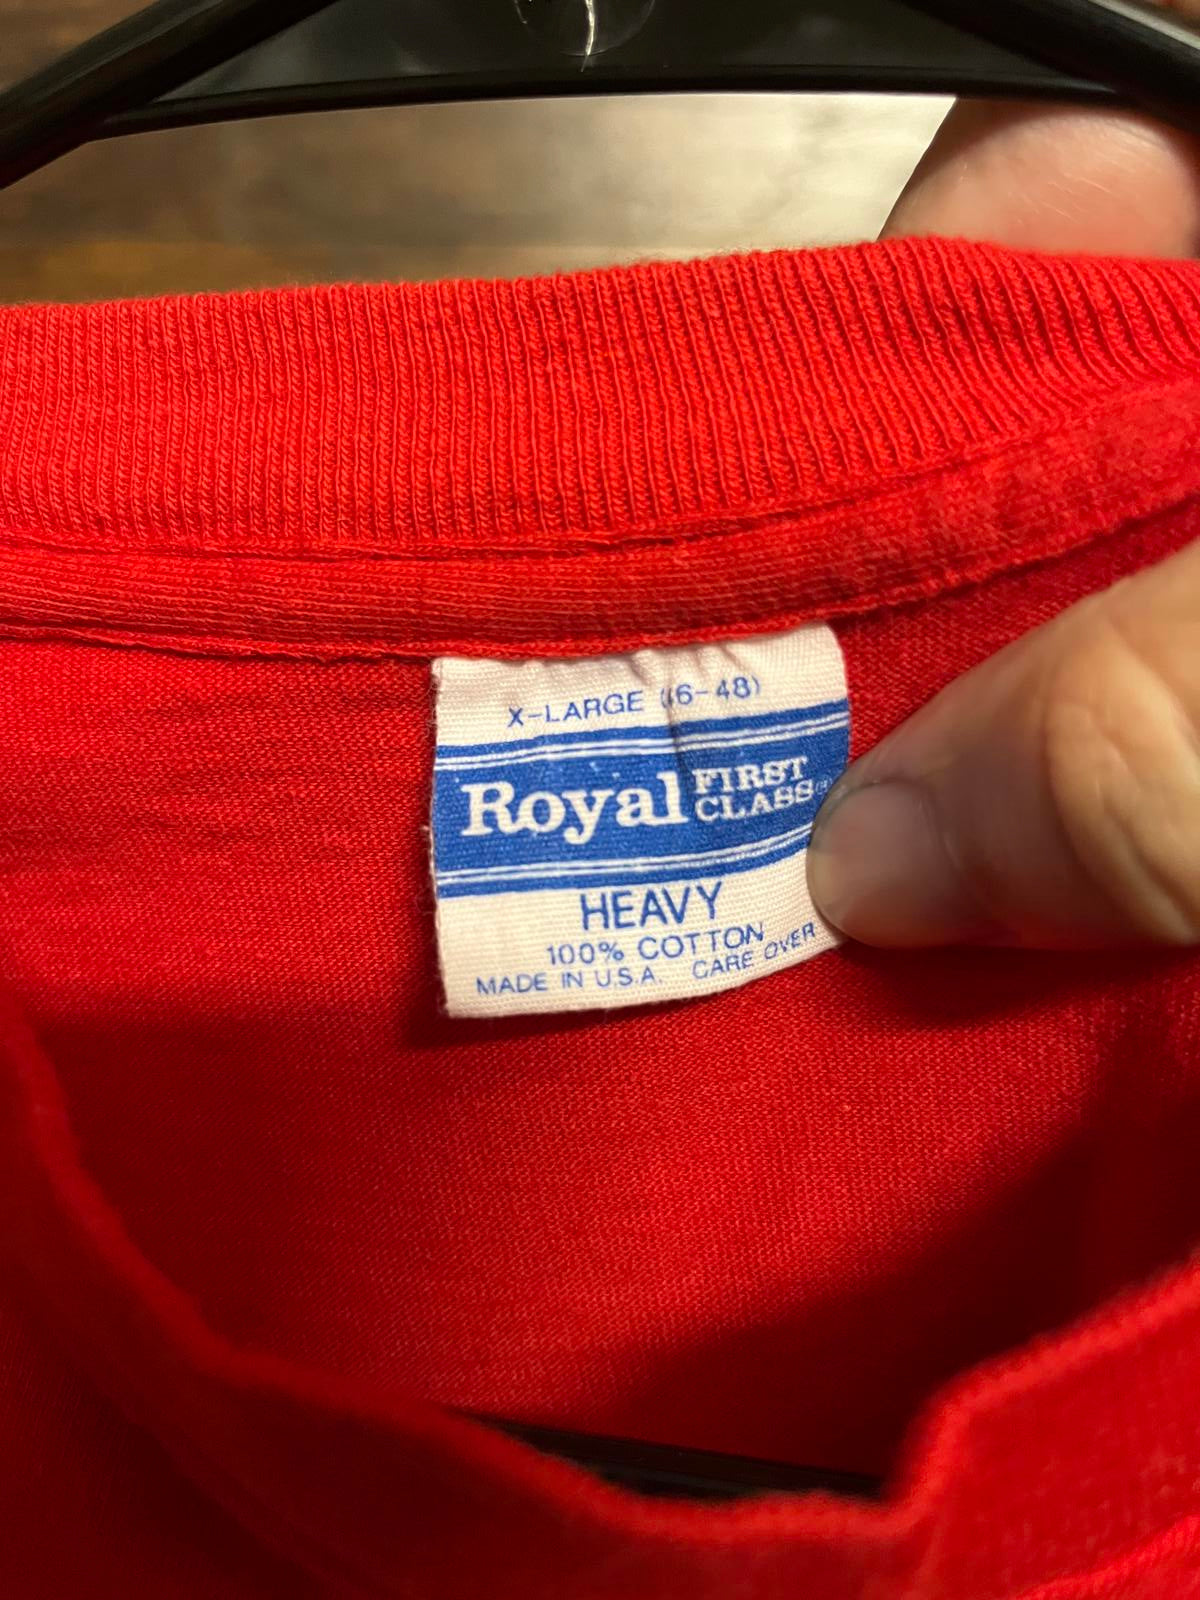 X-LARGE (46-48)
Royal FIRST CLASS®
HEAVY
100% COTTON
MADE IN U.S.A. CARE OVER